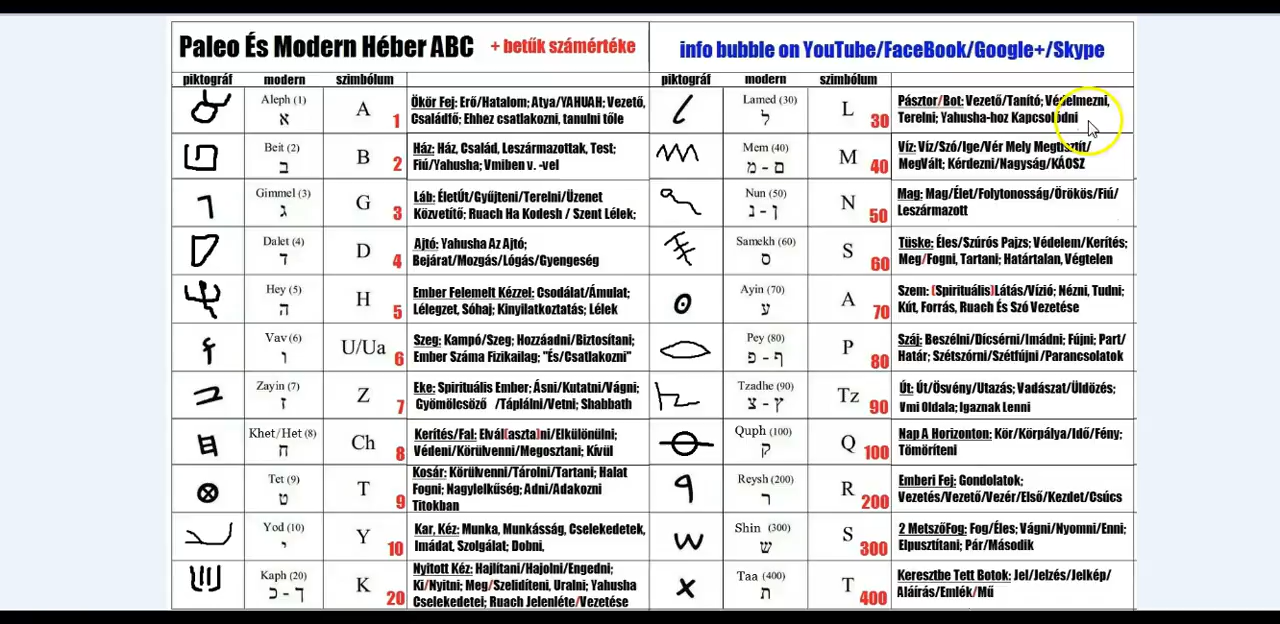 Paleo És Modern Héber ABC + betűk számértéke
info bubble on YouTube/FaceBook/Google+/Skype
piktográf modern szimbólum
piktográf modern szimbólum
Aleph (1)
א
A
1
Ökör Fej: Erő/Hatalom; Atya/YAHUAH; Vezető,
Családfő; Ehhez csatlakozni, tanulni tőle
Beit (2)
ב
B
2
Ház: Ház, Család, Leszármazottak, Test;
Fiú/Yahusha; Vmiben v. -vel
Gimmel (3)
ג
G
3
Láb: ÉletÚt/Gyűjteni/Terelni/Üzenet
Közvetítő; Ruach Ha Kodesh / Szent Lélek;
Dalet (4)
ד
D
4
Ajtó: Yahusha Az Ajtó;
Bejárat/Mozgás/Lógás/Gyengeség
Hey (5)
ה
H
5
Ember Felemelt Kézzel: Csodálat/Ámulat;
Lélegzet, Sóhaj; Kinyilatkoztatás; Lélek
Vav (6)
ו
U/Ua
6
Szeg: Kampó/Szeg; Hozzáadni/Biztosítani;
Ember Száma Fizikailag; "És/Csatlakozni"
Zayin (7)
ז
Z
7
Eke: Spirituális Ember; Ásni/Kutatni/Vágni;
Gyömölcsöző /Táplálni/Vetni; Shabbath
Khet/Het (8)
ח
Ch
8
Kerítés/Fal: Elvál(aszta)ni/Elkülönülni;
Védeni/Körülvenni/Megosztani; Kívül
Tet (9)
ט
T
9
Kosár: Körülvenni/Tárolni/Tartani; Halat
Fogni; Nagylelkűség; Adni/Adakozni
Titokban
Yod (10)
י
Y
10
Kar, Kéz: Munka, Munkásság, Cselekedetek,
Imádat, Szolgálat; Dobni,
Kaph (20)
ך - כ
K
20
Nyitott Kéz: Hajlítani/Hajolni/Engedni;
Ki/Nyitni; Meg/Szelidíteni, Uralni; Yahusha
Cselekedetei; Ruach Jelenléte/Vezetése
Lamed (30)
ל
L
30
Pásztor/Bot: Vezető/Tanító; Védelmezni,
Terelni; Yahusha-hoz Kapcsolódni
Mem (40)
ם - מ
M
40
Víz: Víz/Szó/Ige/Vér Mely Megtisztít/
MegVált; Kérdezni/Nagyság/KÁOSZ
Nun (50)
ן - נ
N
50
Mag: Mag/Élet/Folytonosság/Örökös/Fiú/
Leszármazott
Samekh (60)
ס
S
60
Tüske: Éles/Szúrós Pajzs; Védelem/Kerítés;
Meg/Fogni, Tartani; Határtalan, Végtelen
Ayin (70)
ע
A
70
Szem: (Spirituális)Látás/Vízió; Nézni, Tudni;
Kút, Forrás, Ruach És Szó Vezetése
Pey (80)
ף - פ
P
80
Száj: Beszélni/Dícsérni/Imádni; Fújni; Part/
Határ; Szétszórni/Szétfújni/Parancsolatok
Tzadhe (90)
ץ - צ
Tz
90
Út: Út/Ösvény/Utazás; Vadászat/Üldözés;
Vmi Oldala; Igaznak Lenni
Quph (100)
ק
Q
100
Nap A Horizonton: Kör/Körpálya/Idő/Fény;
Tömöríteni
Reysh (200)
ר
R
200
Emberi Fej: Gondolatok;
Vezetés/Vezető/Vezér/Első/Kezdet/Csúcs
Shin (300)
ש
S
300
2 MetszőFog: Fog/Éles; Vágni/Nyomni/Enni;
Elpusztítani; Pár/Második
Taa (400)
ת
T
400
Keresztbe Tett Botok: Jel/Jelzés/Jelkép/
Aláírás/Emlék/Mű